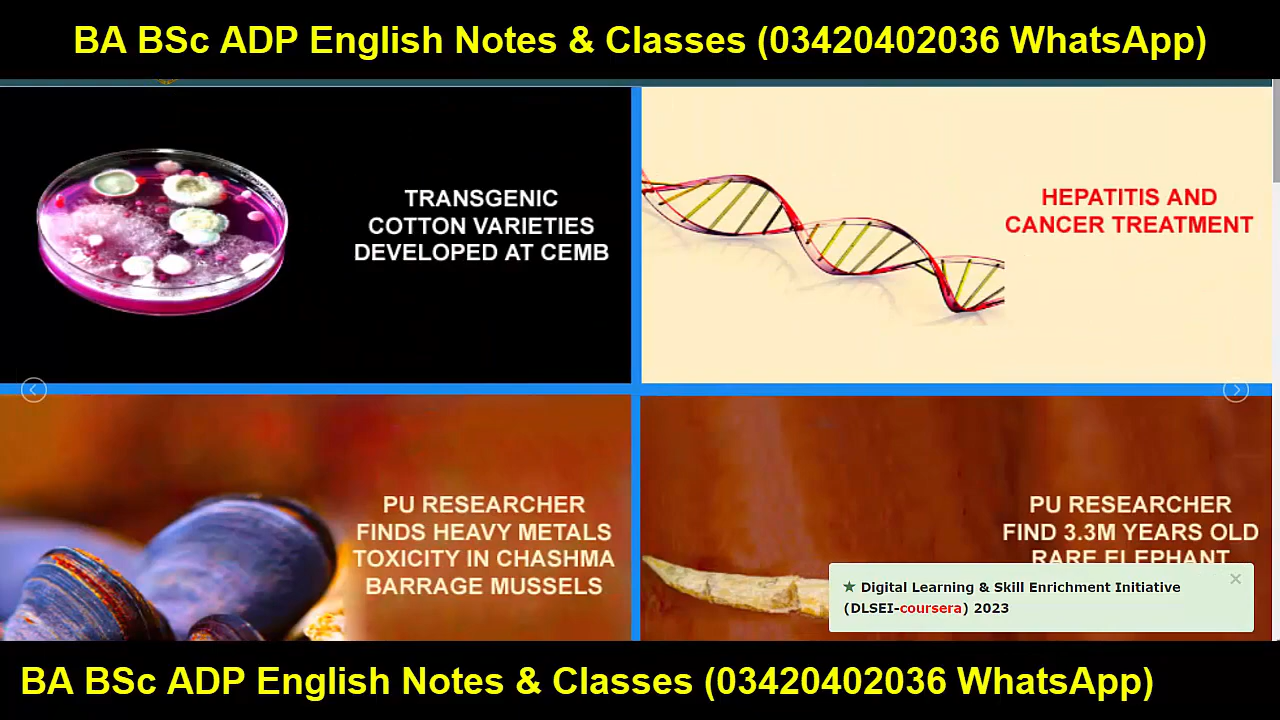 BA BSc ADP English Notes & Classes (03420402036 WhatsApp)
TRANSGENIC
COTTON VARIETIES
DEVELOPED AT CEMB
HEPATITIS AND
CANCER TREATMENT
PU RESEARCHER
FINDS HEAVY METALS
TOXICITY IN CHASHMA
BARRAGE MUSSELS
PU RESEARCHER
FIND 3.3M YEARS OLD
RARE ELEPHANT
★ Digital Learning & Skill Enrichment Initiative
(DLSEI-coursera) 2023
BA BSc ADP English Notes & Classes (03420402036 WhatsApp)